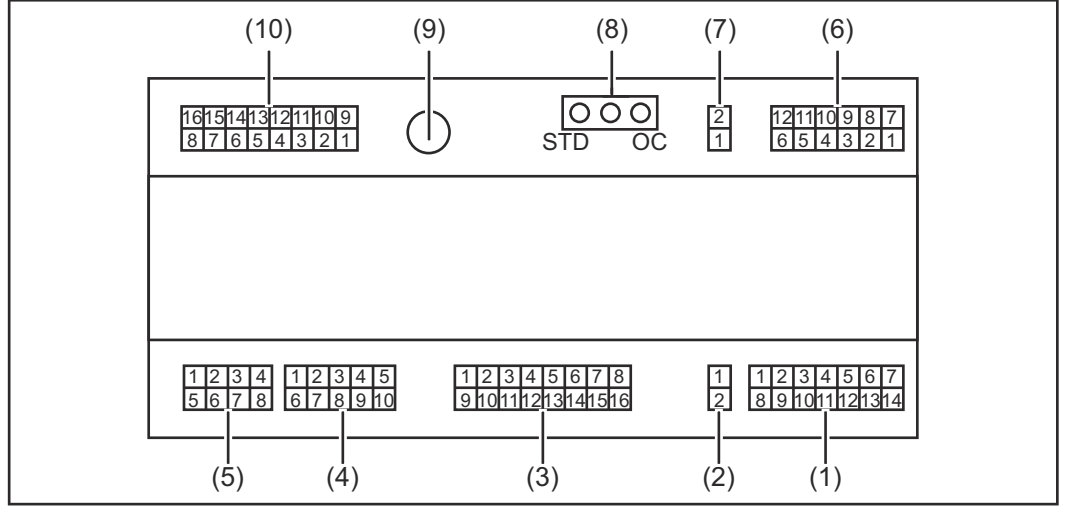 (10) (9) (8) (7) (6)
16 15 14 13 12 11 10 9
8 7 6 5 4 3 2 1
STD OC
2
1
12 11 10 9 8 7
6 5 4 3 2 1
1 2 3 4
5 6 7 8
1 2 3 4 5
6 7 8 9 10
1 2 3 4 5 6 7 8
9 10 11 12 13 14 15 16
1
2
1 2 3 4 5 6 7
8 9 10 11 12 13 14
(5) (4) (3) (2) (1)